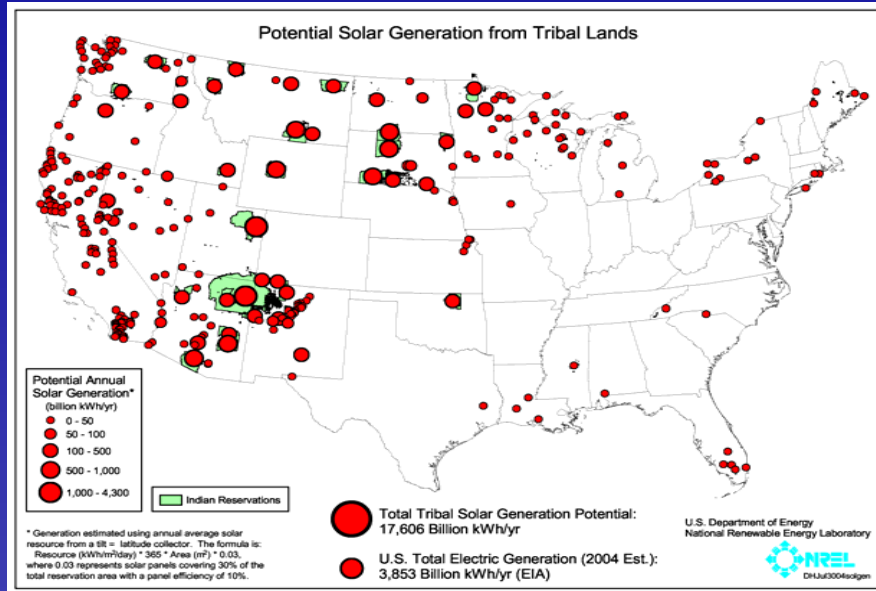 Potential Solar Generation from Tribal Lands
Potential Annual
Solar Generation*
(billion kWh/yr)
0 - 50
50 - 100
100 - 500
500 - 1,000
1,000 - 4,300
Indian Reservations
* Generation estimated using annual average solar
resource from a tilt = latitude collector. The formula is:
Resource (kWh/m²/day) * 365 * Area (m²) * 0.03,
where 0.03 represents solar panels covering 30% of the
total reservation area with a panel efficiency of 10%.
Total Tribal Solar Generation Potential:
17,606 Billion kWh/yr
U.S. Total Electric Generation (2004 Est.):
3,853 Billion kWh/yr (EIA)
U.S. Department of Energy
National Renewable Energy Laboratory
NREL
DHJul3004solgen